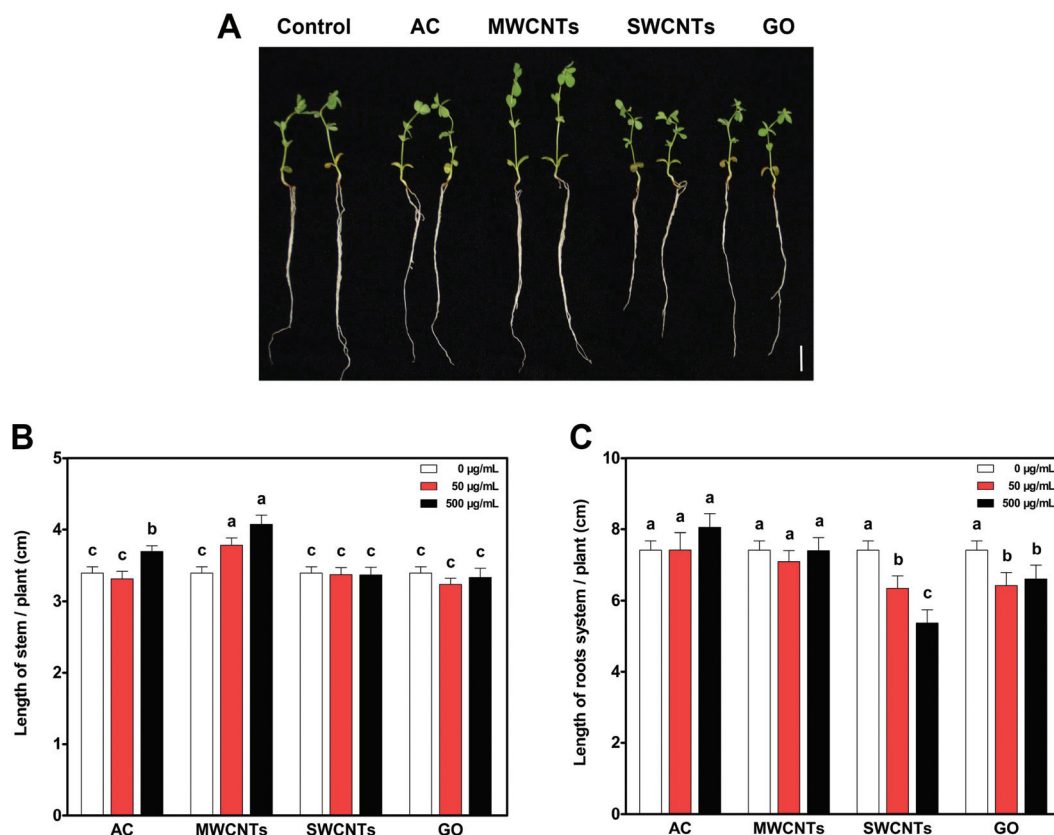 A
Control AC MWCNTs SWCNTs GO
B
Length of stem / plant (cm)
5
4
3
2
1
0
0 µg/mL
50 µg/mL
500 µg/mL
c c b c a a c c c c c c
AC MWCNTs SWCNTs GO
C
Length of roots system / plant (cm)
10
8
6
4
2
0
0 µg/mL
50 µg/mL
500 µg/mL
a a a a a a a b c a b b
AC MWCNTs SWCNTs GO